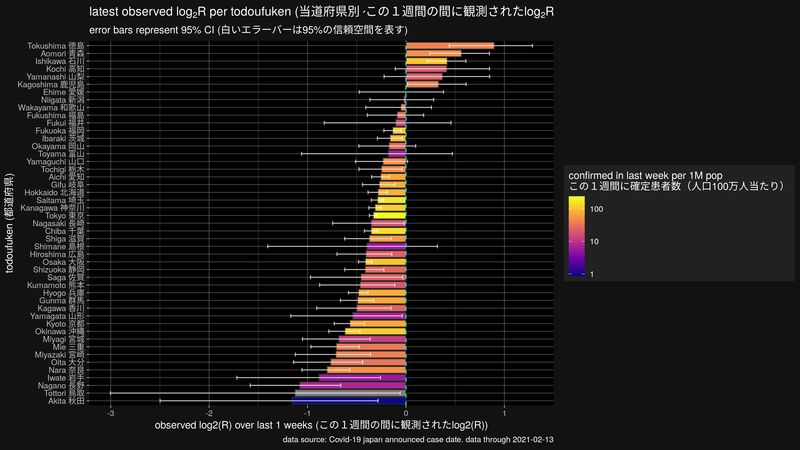 latest observed log₂R per todoufuken (当道府県別 この１週間の間に観測されたlog₂R
error bars represent 95% CI (白いエラーバーは95%の信頼空間を表す)
todoufuken (都道府県)
Tokushima 徳島
Aomori 青森
Ishikawa 石川
Kochi 高知
Yamanashi 山梨
Kagoshima 鹿児島
Ehime 愛媛
Niigata 新潟
Wakayama 和歌山
Fukushima 福島
Fukui 福井
Fukuoka 福岡
Ibaraki 茨城
Okayama 岡山
Toyama 富山
Yamaguchi 山口
Tochigi 栃木
Aichi 愛知
Gifu 岐阜
Hokkaido 北海道
Saitama 埼玉
Kanagawa 神奈川
Tokyo 東京
Nagasaki 長崎
Chiba 千葉
Shiga 滋賀
Shimane 島根
Hiroshima 広島
Osaka 大阪
Shizuoka 静岡
Saga 佐賀
Kumamoto 熊本
Hyogo 兵庫
Gunma 群馬
Kagawa 香川
Yamagata 山形
Kyoto 京都
Okinawa 沖縄
Miyagi 宮城
Mie 三重
Miyazaki 宮崎
Oita 大分
Nara 奈良
Iwate 岩手
Nagano 長野
Tottori 鳥取
Akita 秋田
-3 -2 -1 0 1
observed log2(R) over last 1 weeks (この１週間の間に観測されたlog2(R))
data source: Covid-19 japan announced case date. data through 2021-02-13
confirmed in last week per 1M pop
この１週間に確定患者数（人口100万人当たり）
100
10
1